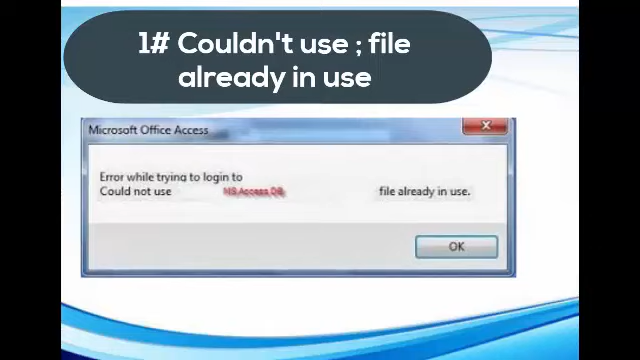 1# Couldn't use ; file
already in use
Microsoft Office Access
Error while trying to login to
Could not use MS Access DB file already in use.
OK